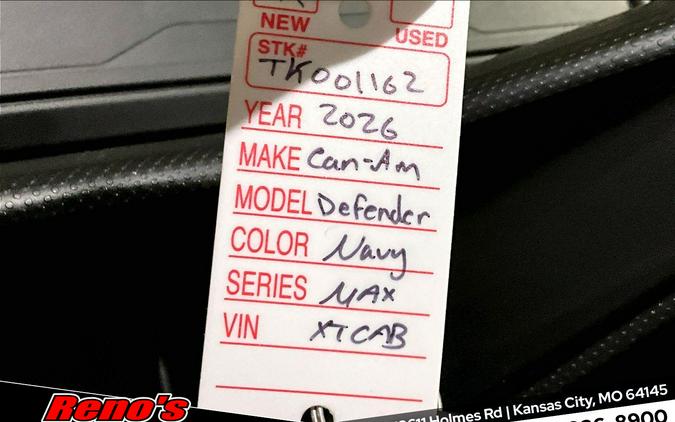 NEW
USED
STK#
TK001162
YEAR 2026
MAKE Can-Am
MODEL Defender
COLOR Navy
SERIES MAX
VIN XTCAB
Reno's
Holmes Rd | Kansas City, MO 64145
8900